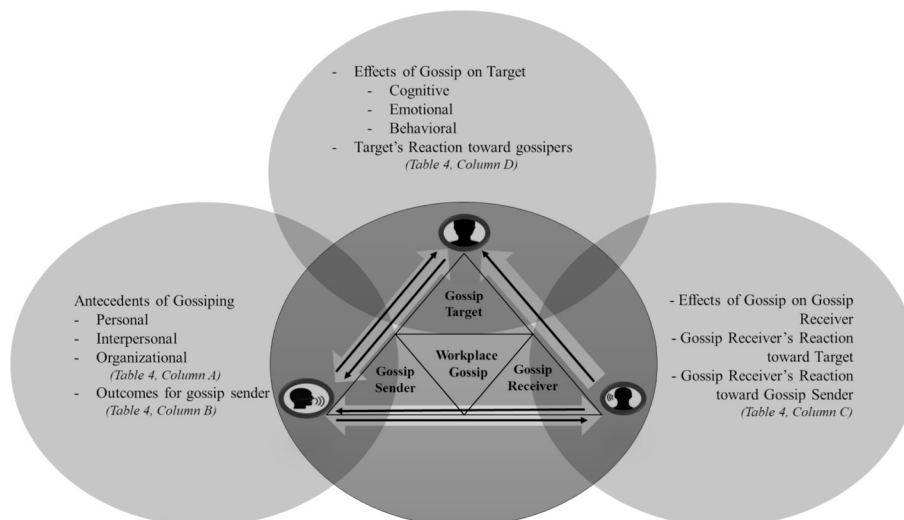 - Effects of Gossip on Target
- Cognitive
- Emotional
- Behavioral
- Target's Reaction toward gossipers
(Table 4, Column D)
Antecedents of Gossiping
- Personal
- Interpersonal
- Organizational
(Table 4, Column A)
- Outcomes for gossip sender
(Table 4, Column B)
Gossip
Target
Workplace
Gossip
Gossip
Sender
Gossip
Receiver
- Effects of Gossip on Gossip
Receiver
- Gossip Receiver's Reaction
toward Target
- Gossip Receiver's Reaction
toward Gossip Sender
(Table 4, Column C)